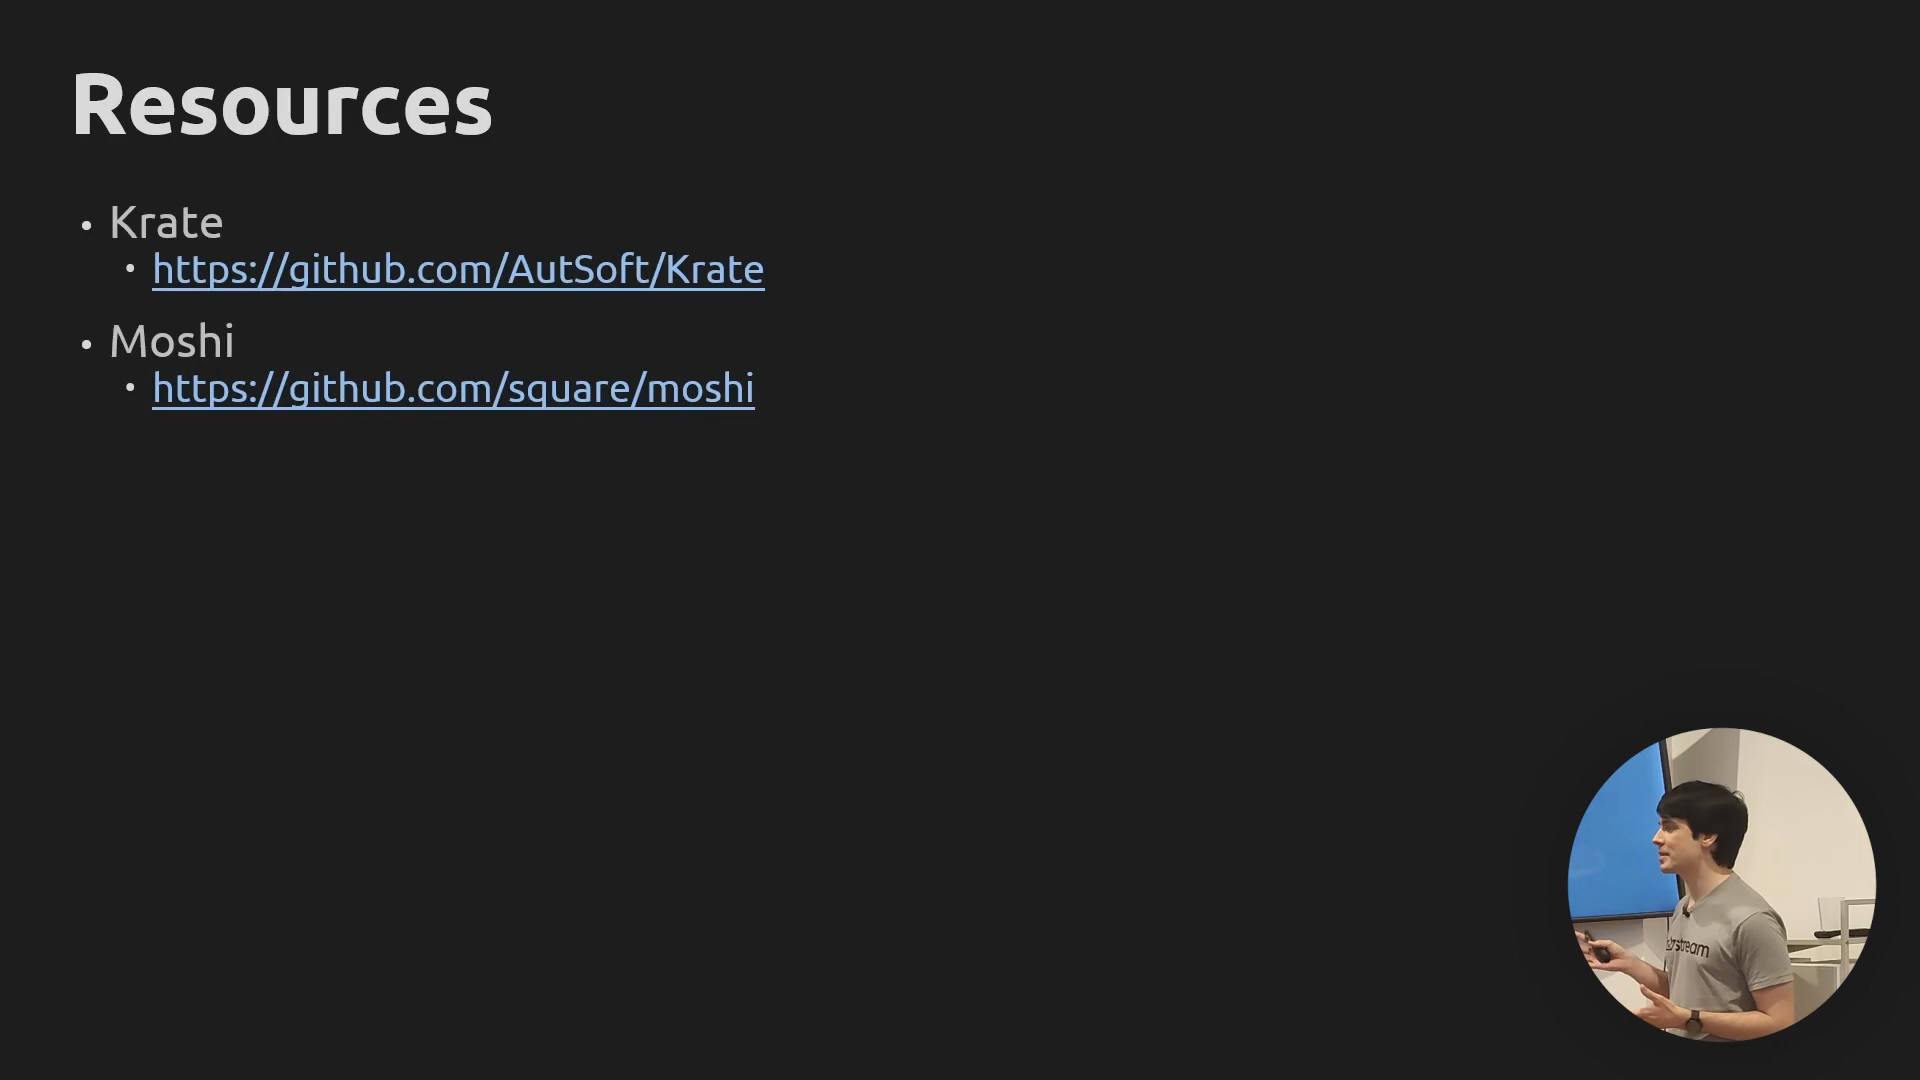 Resources
• Krate
• https://github.com/AutSoft/Krate
• Moshi
• https://github.com/square/moshi